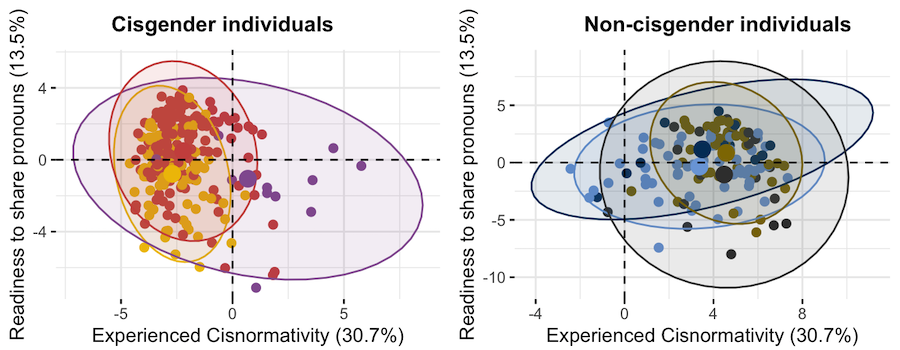 Cisgender individuals
Readiness to share pronouns (13.5%)
4
0
-4
-5
0
5
Experienced Cisnormativity (30.7%)
Non-cisgender individuals
Readiness to share pronouns (13.5%)
5
0
-5
-10
-4
0
4
8
Experienced Cisnormativity (30.7%)